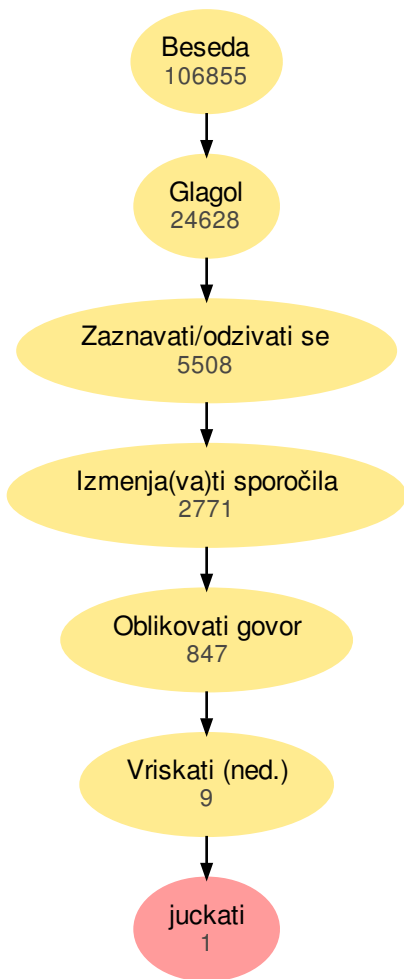 Beseda
106855
Glagol
24628
Zaznavati/odzivati se
5508
Izmenja(va)ti sporočila
2771
Oblikovati govor
847
Vriskati (ned.)
9
juckati
1